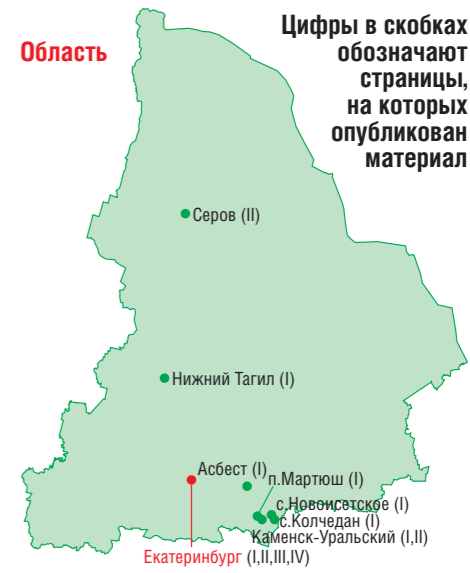 Область
Цифры в скобках
обозначают
страницы,
на которых
опубликован
материал
Серов (II)
Нижний Тагил (I)
Асбест (I)
п.Мартюш (I)
с.Новоисетское (I)
с.Колчедан (I)
Каменск-Уральский (I,II)
Екатеринбург (I,II,III,IV)